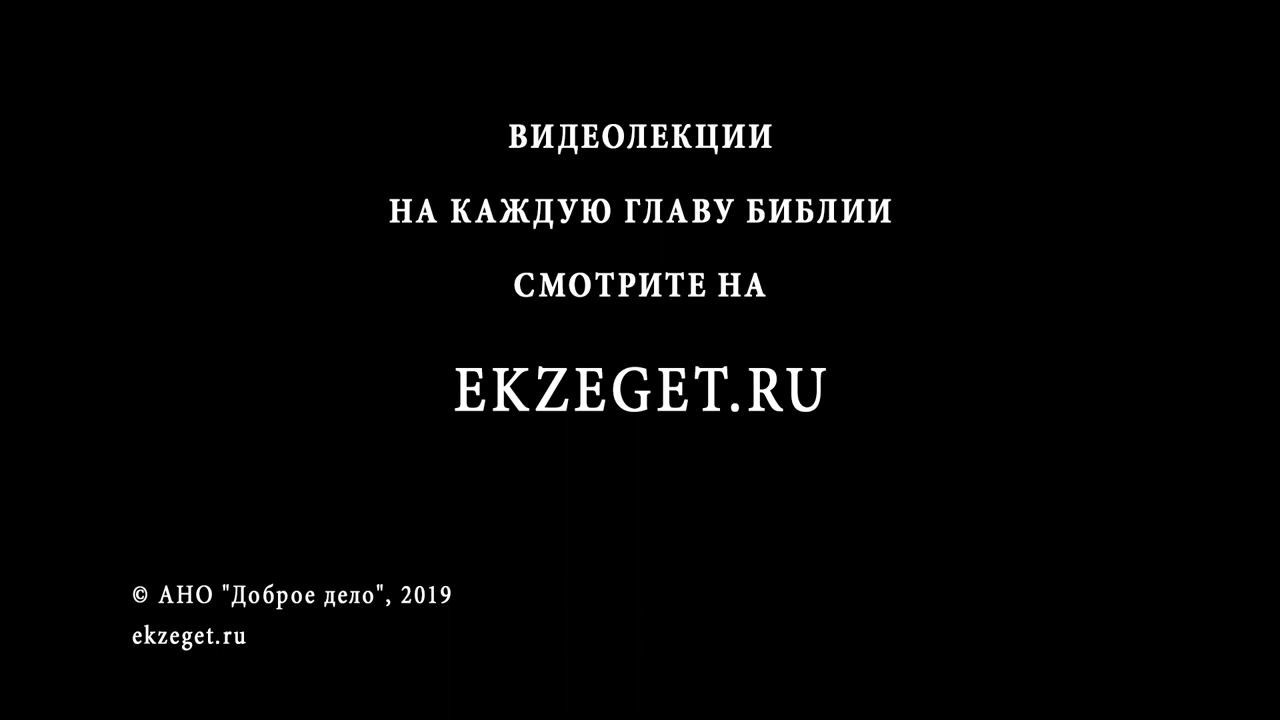 ВИДЕОЛЕКЦИИ
НА КАЖДУЮ ГЛАВУ БИБЛИИ
СМОТРИТЕ НА
EKZEGET.RU
© АНО "Доброе дело", 2019
ekzeget.ru